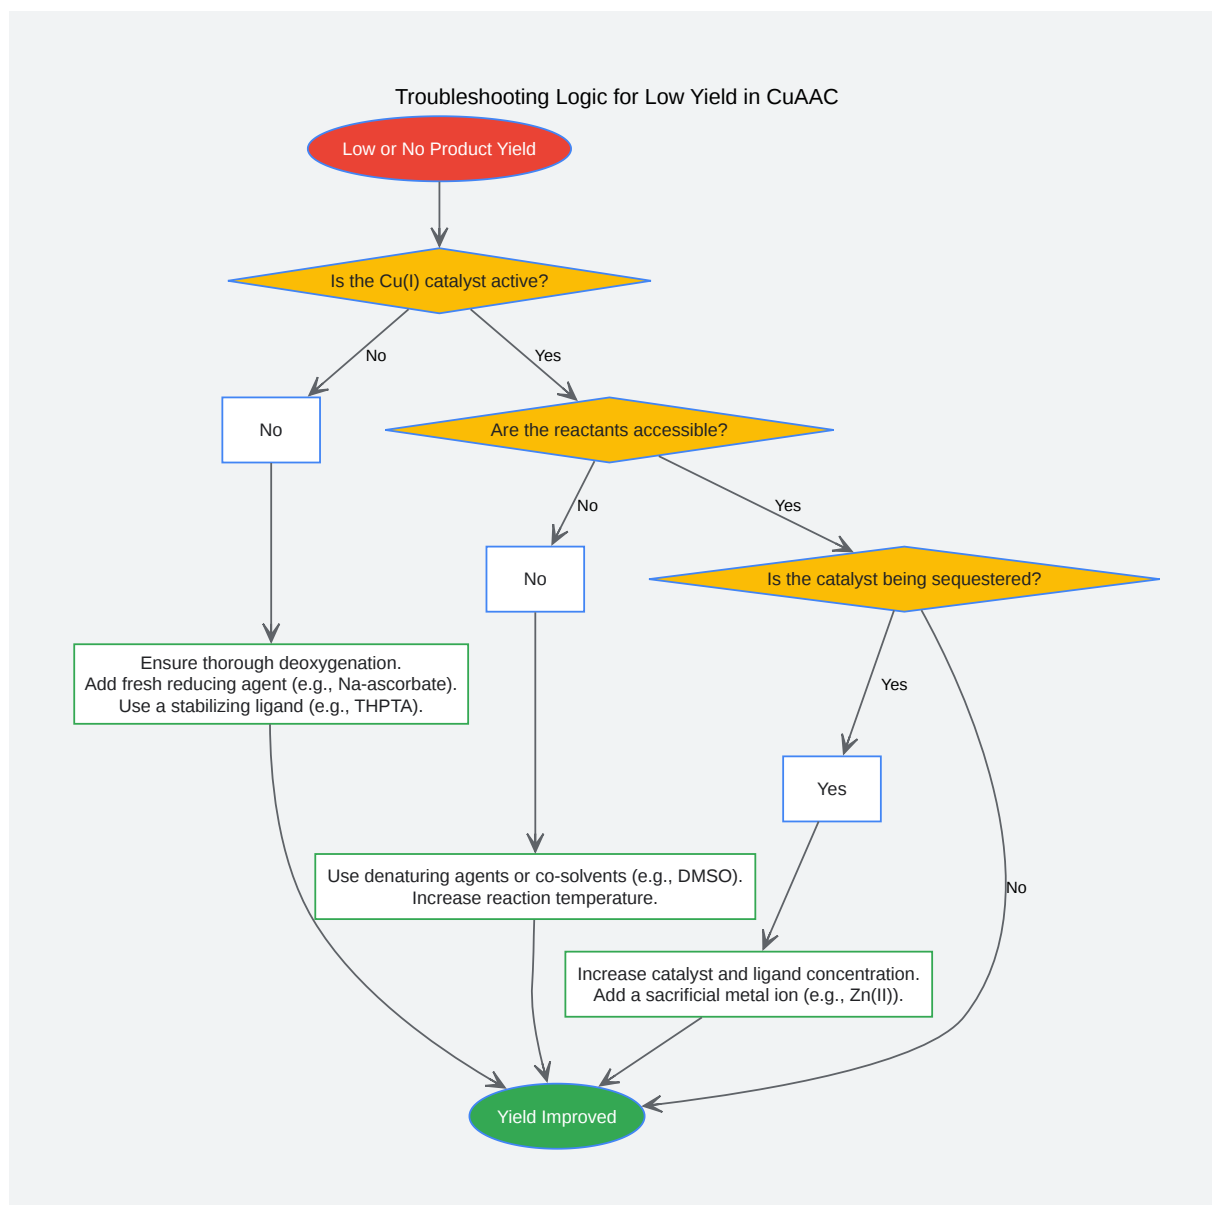 Troubleshooting Logic for Low Yield in CuAAC
Low or No Product Yield
Is the Cu(I) catalyst active?
No
Yes
No
Are the reactants accessible?
No
Yes
No
Is the catalyst being sequestered?
Ensure thorough deoxygenation.
Add fresh reducing agent (e.g., Na-ascorbate).
Use a stabilizing ligand (e.g., THPTA).
Yes
Yes
No
Use denaturing agents or co-solvents (e.g., DMSO).
Increase reaction temperature.
Increase catalyst and ligand concentration.
Add a sacrificial metal ion (e.g., Zn(II)).
Yield Improved